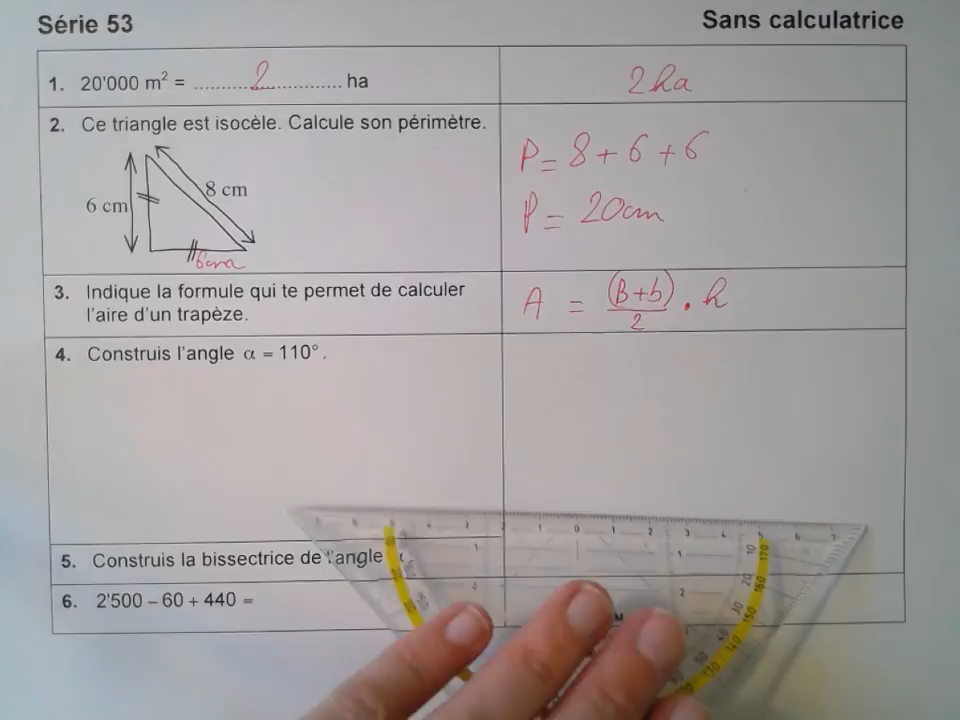 Série 53
Sans calculatrice
1. 20'000 m² = ..........2............... ha
2 ha
2. Ce triangle est isocèle. Calcule son périmètre.
6 cm
8 cm
6cm
P = 8 + 6 + 6
P = 20cm
3. Indique la formule qui te permet de calculer
l'aire d'un trapèze.
A = (B+b)/2 . h
4. Construis l'angle α = 110°.
5. Construis la bissectrice de l'angle
6. 2'500 – 60 + 440 =